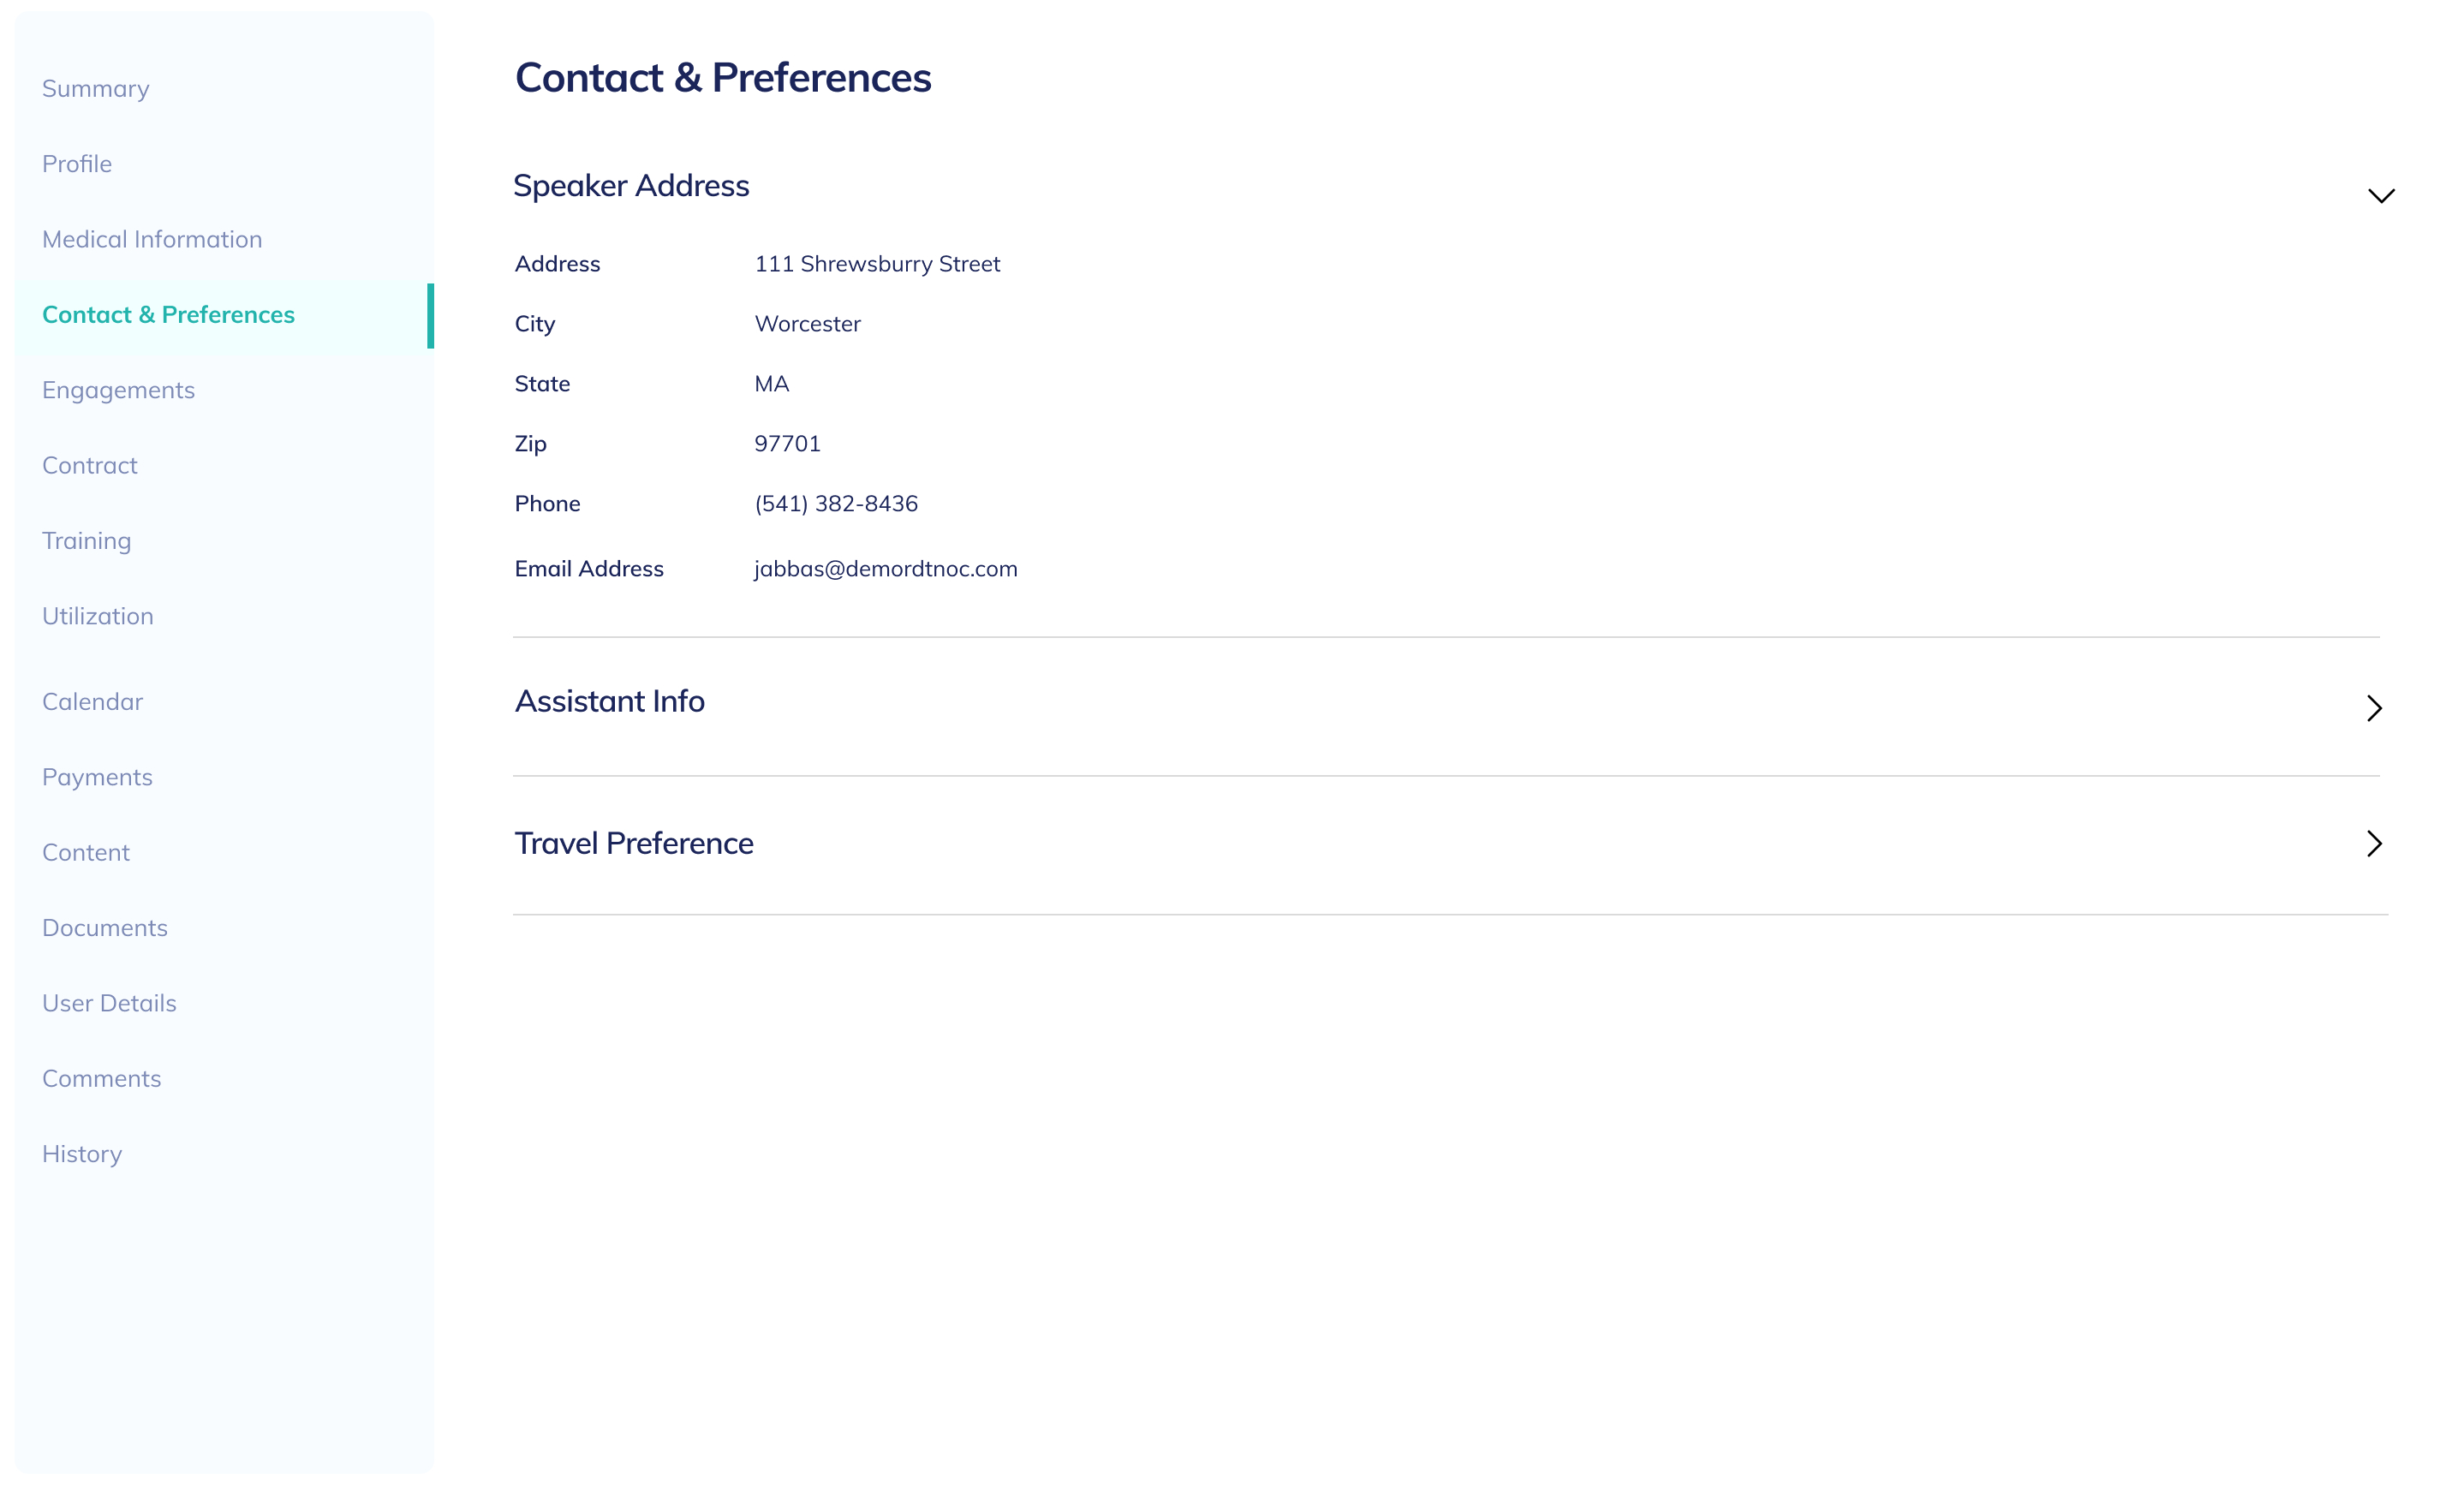 Summary
Profile
Medical Information
Contact & Preferences
Engagements
Contract
Training
Utilization
Calendar
Payments
Content
Documents
User Details
Comments
History
Contact & Preferences
Speaker Address
Address 111 Shrewsburry Street
City Worcester
State MA
Zip 97701
Phone (541) 382-8436
Email Address jabbas@demordtnoc.com
Assistant Info
Travel Preference